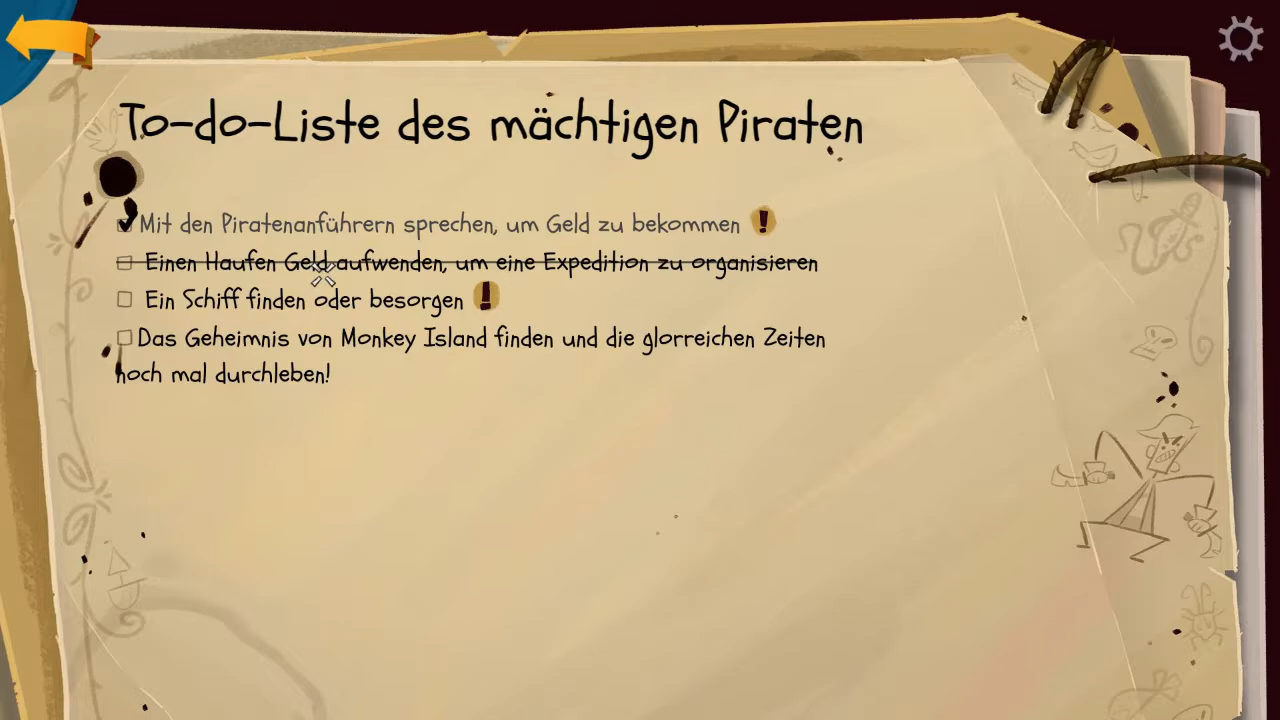 To-do-Liste des mächtigen Piraten
Mit den Piratenanführern sprechen, um Geld zu bekommen !
Einen Haufen Geld aufwenden, um eine Expedition zu organisieren
Ein Schiff finden oder besorgen !
Das Geheimnis von Monkey Island finden und die glorreichen Zeiten
noch mal durchleben!